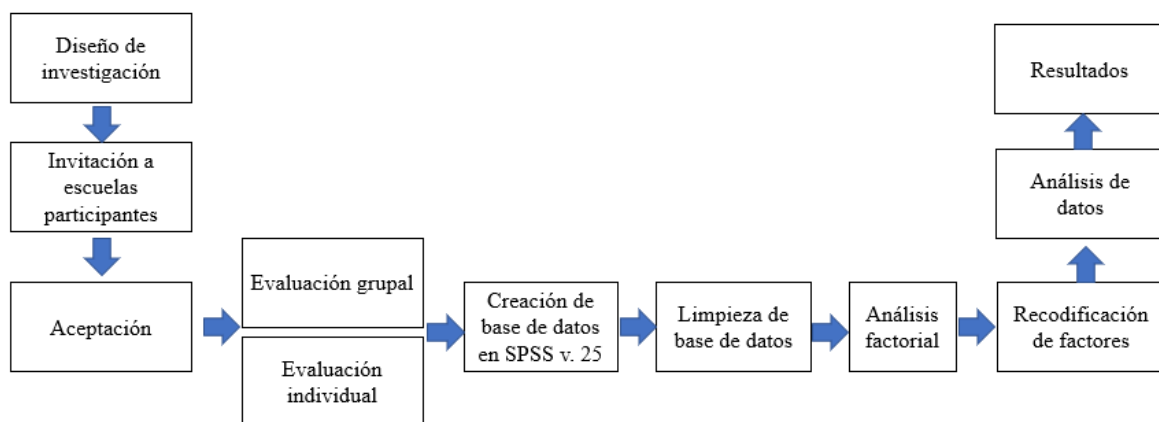 Diseño de
investigación
Invitación a
escuelas
participantes
Aceptación
Evaluación grupal
Evaluación
individual
Creación de
base de datos
en SPSS v. 25
Limpieza de
base de datos
Análisis
factorial
Recodificación
de factores
Análisis de
datos
Resultados